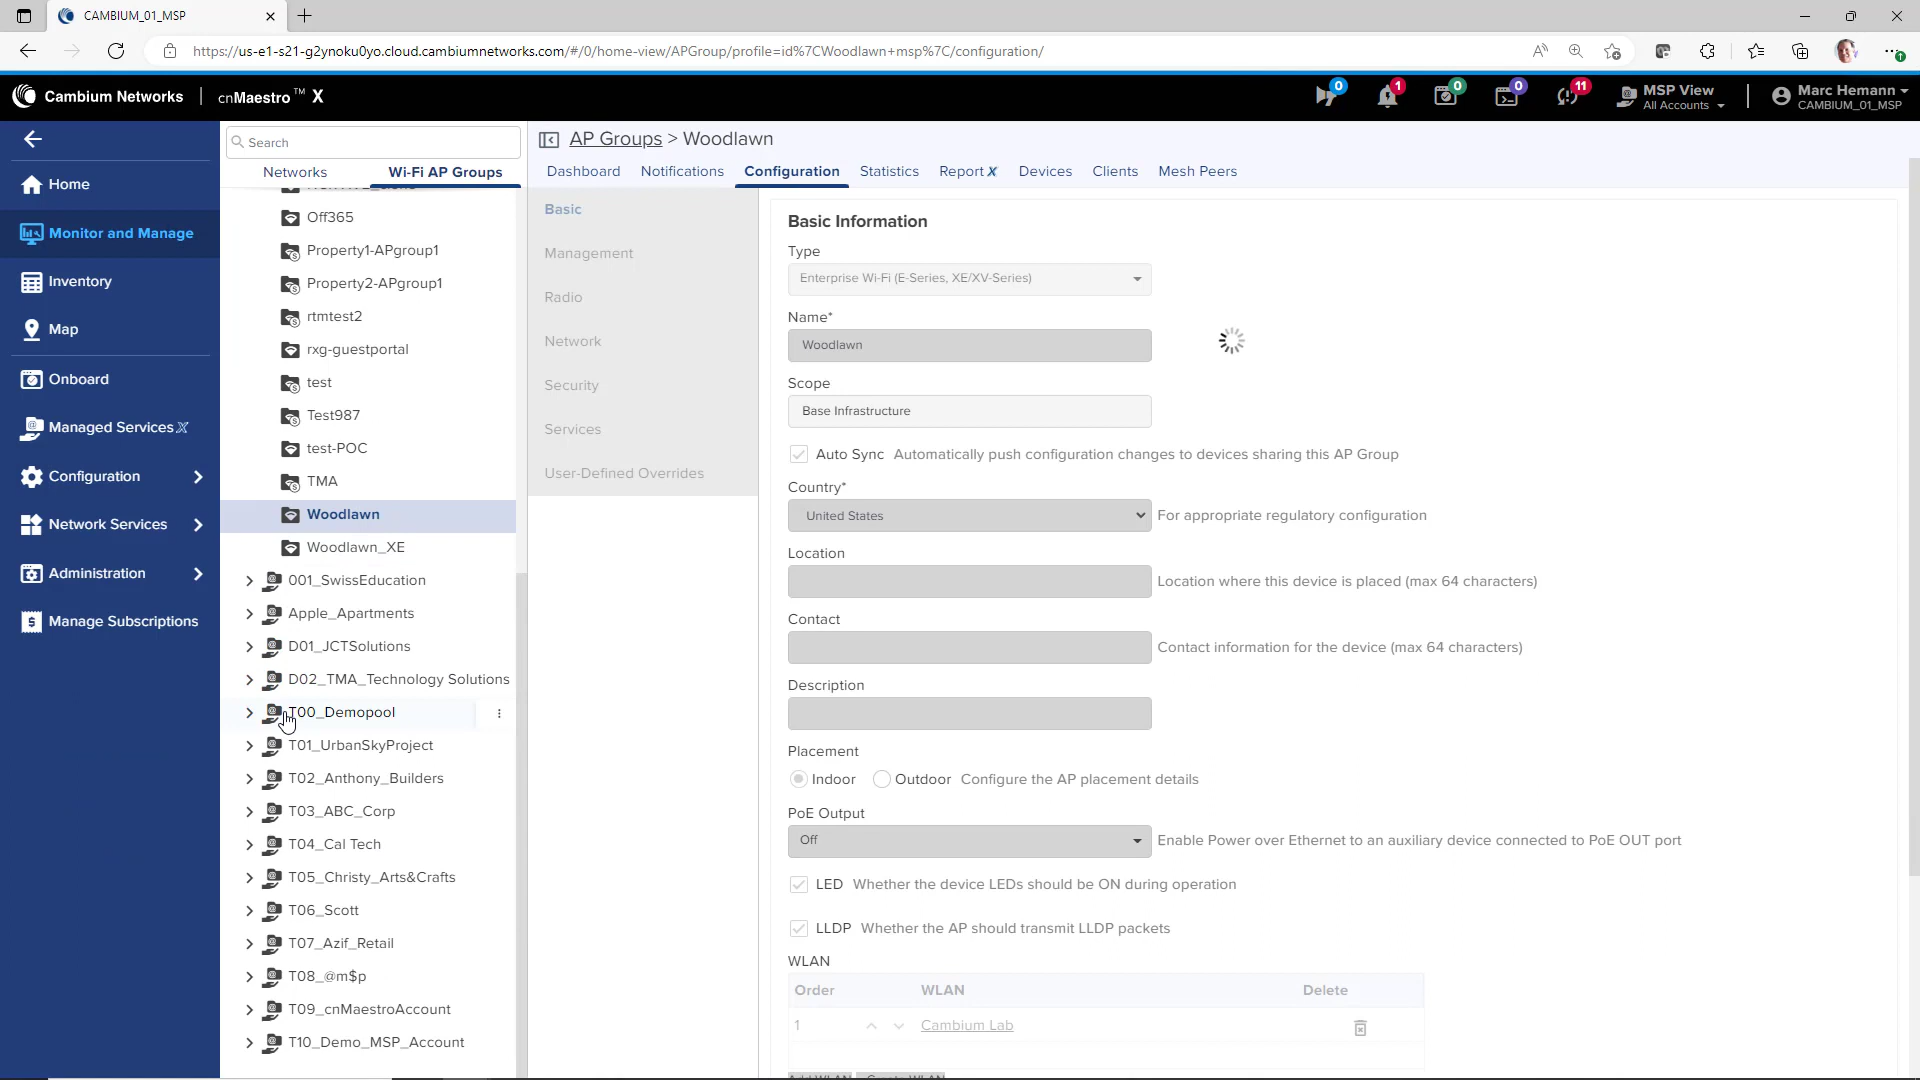 CAMBIUM_01_MSP
https://us-e1-s21-g2ynoku0yo.cloud.cambiumnetworks.com/#/0/home-view/APGroup/profile=id%7CWoodlawn+msp%7C/configuration/
Cambium Networks | cnMaestro™ X
0
1
0
0
11
MSP View
All Accounts
Marc Hemann
CAMBIUM_01_MSP
Home
Monitor and Manage
Inventory
Map
Onboard
Managed Services X
Configuration
Network Services
Administration
Manage Subscriptions
Search
Networks
Wi-Fi AP Groups
Off365
Property1-APgroup1
Property2-APgroup1
rtmtest2
rxg-guestportal
test
Test987
test-POC
TMA
Woodlawn
Woodlawn_XE
001_SwissEducation
Apple_Apartments
D01_JCTSolutions
D02_TMA_Technology Solutions
T00_Demopool
T01_UrbanSkyProject
T02_Anthony_Builders
T03_ABC_Corp
T04_Cal Tech
T05_Christy_Arts&Crafts
T06_Scott
T07_Azif_Retail
T08_@m$p
T09_cnMaestroAccount
T10_Demo_MSP_Account
AP Groups > Woodlawn
Dashboard Notifications Configuration Statistics Report X Devices Clients Mesh Peers
Basic
Management
Radio
Network
Security
Services
User-Defined Overrides
Basic Information
Type
Enterprise Wi-Fi (E-Series, XE/XV-Series)
Name*
Woodlawn
Scope
Base Infrastructure
Auto Sync Automatically push configuration changes to devices sharing this AP Group
Country*
United States For appropriate regulatory configuration
Location
Location where this device is placed (max 64 characters)
Contact
Contact information for the device (max 64 characters)
Description
Placement
Indoor Outdoor Configure the AP placement details
PoE Output
Off Enable Power over Ethernet to an auxiliary device connected to PoE OUT port
LED Whether the device LEDs should be ON during operation
LLDP Whether the AP should transmit LLDP packets
WLAN
Order WLAN Delete
1 Cambium Lab